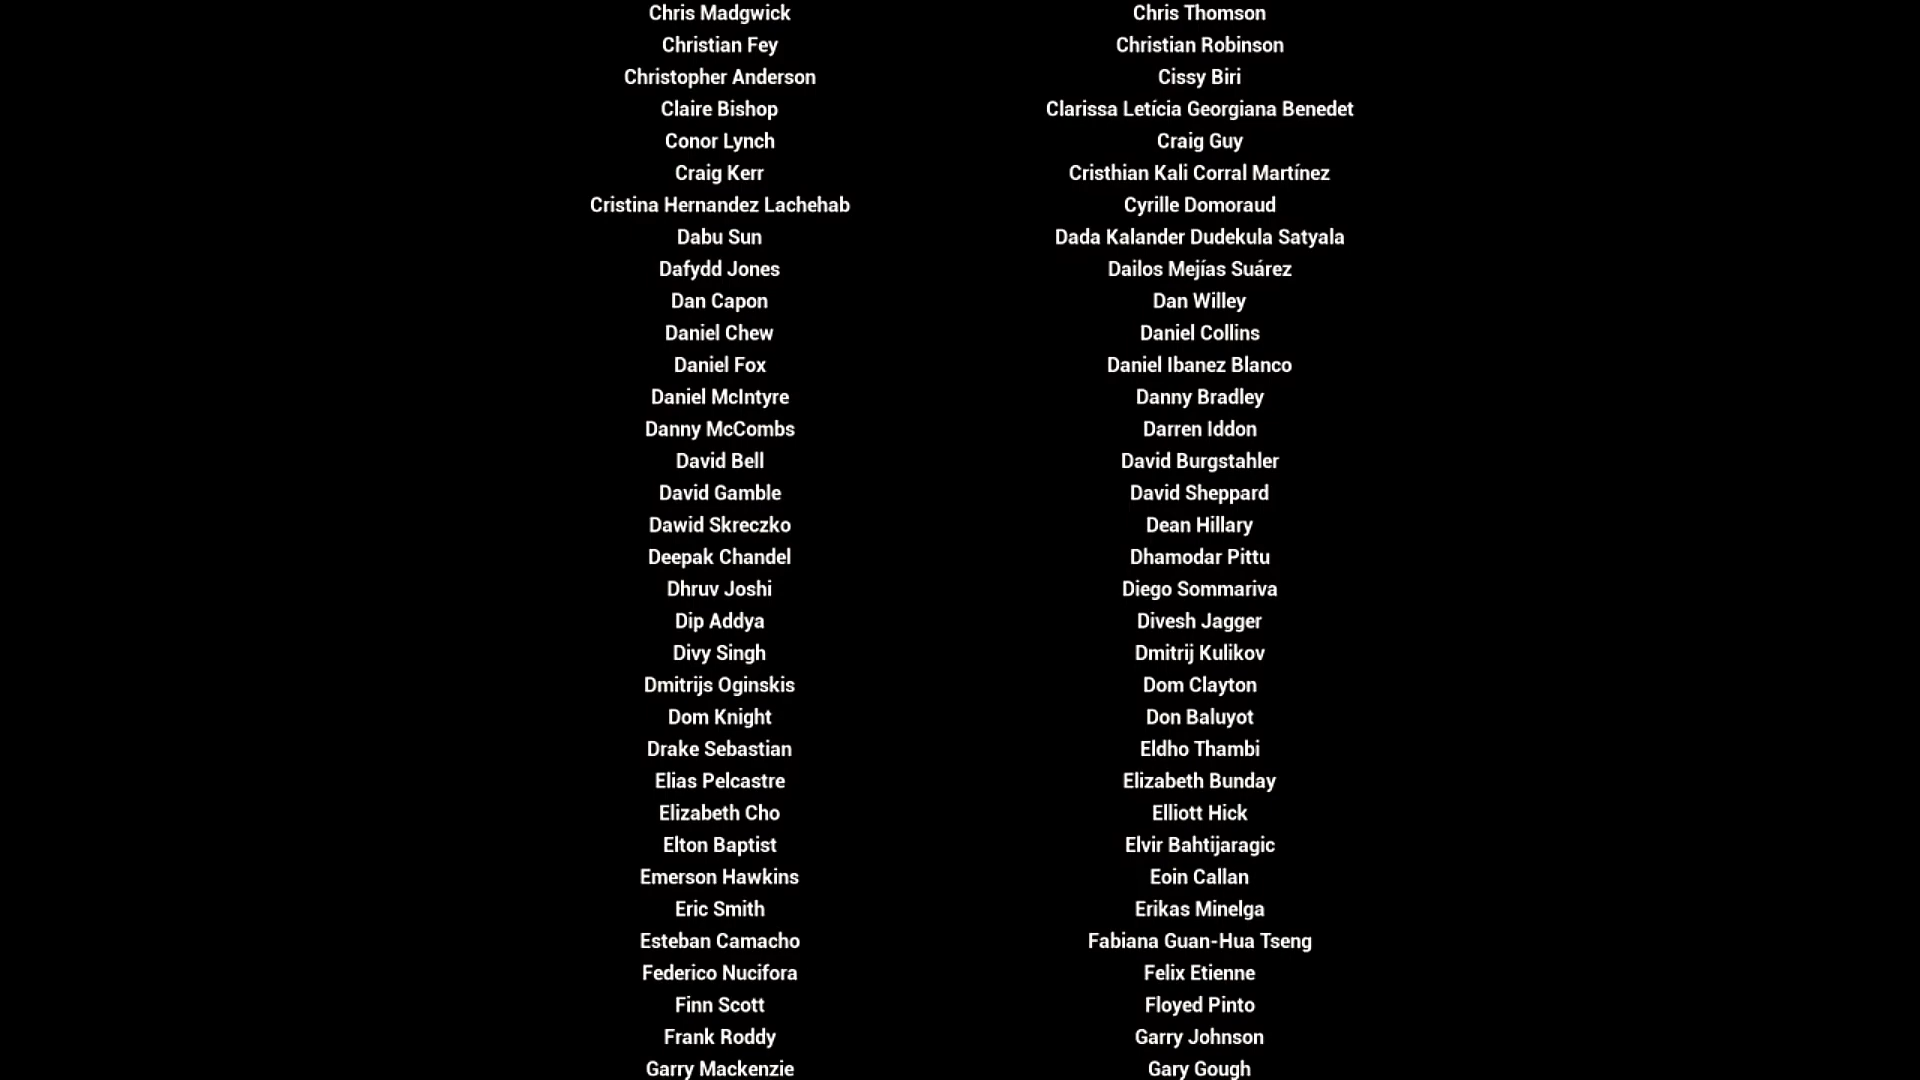 Chris Madgwick Chris Thomson
Christian Fey Christian Robinson
Christopher Anderson Cissy Biri
Claire Bishop Clarissa Letícia Georgiana Benedet
Conor Lynch Craig Guy
Craig Kerr Cristhian Kali Corral Martínez
Cristina Hernandez Lachehab Cyrille Domoraud
Dabu Sun Dada Kalander Dudekula Satyala
Dafydd Jones Dailos Mejías Suárez
Dan Capon Dan Willey
Daniel Chew Daniel Collins
Daniel Fox Daniel Ibanez Blanco
Daniel McIntyre Danny Bradley
Danny McCombs Darren Iddon
David Bell David Burgstahler
David Gamble David Sheppard
Dawid Skreczko Dean Hillary
Deepak Chandel Dhamodar Pittu
Dhruv Joshi Diego Sommariva
Dip Addya Divesh Jagger
Divy Singh Dmitrij Kulikov
Dmitrijs Oginskis Dom Clayton
Dom Knight Don Baluyot
Drake Sebastian Eldho Thambi
Elias Pelcastre Elizabeth Bunday
Elizabeth Cho Elliott Hick
Elton Baptist Elvir Bahtijaragic
Emerson Hawkins Eoin Callan
Eric Smith Erikas Minelga
Esteban Camacho Fabiana Guan-Hua Tseng
Federico Nucifora Felix Etienne
Finn Scott Floyed Pinto
Frank Roddy Garry Johnson
Garry Mackenzie Gary Gough